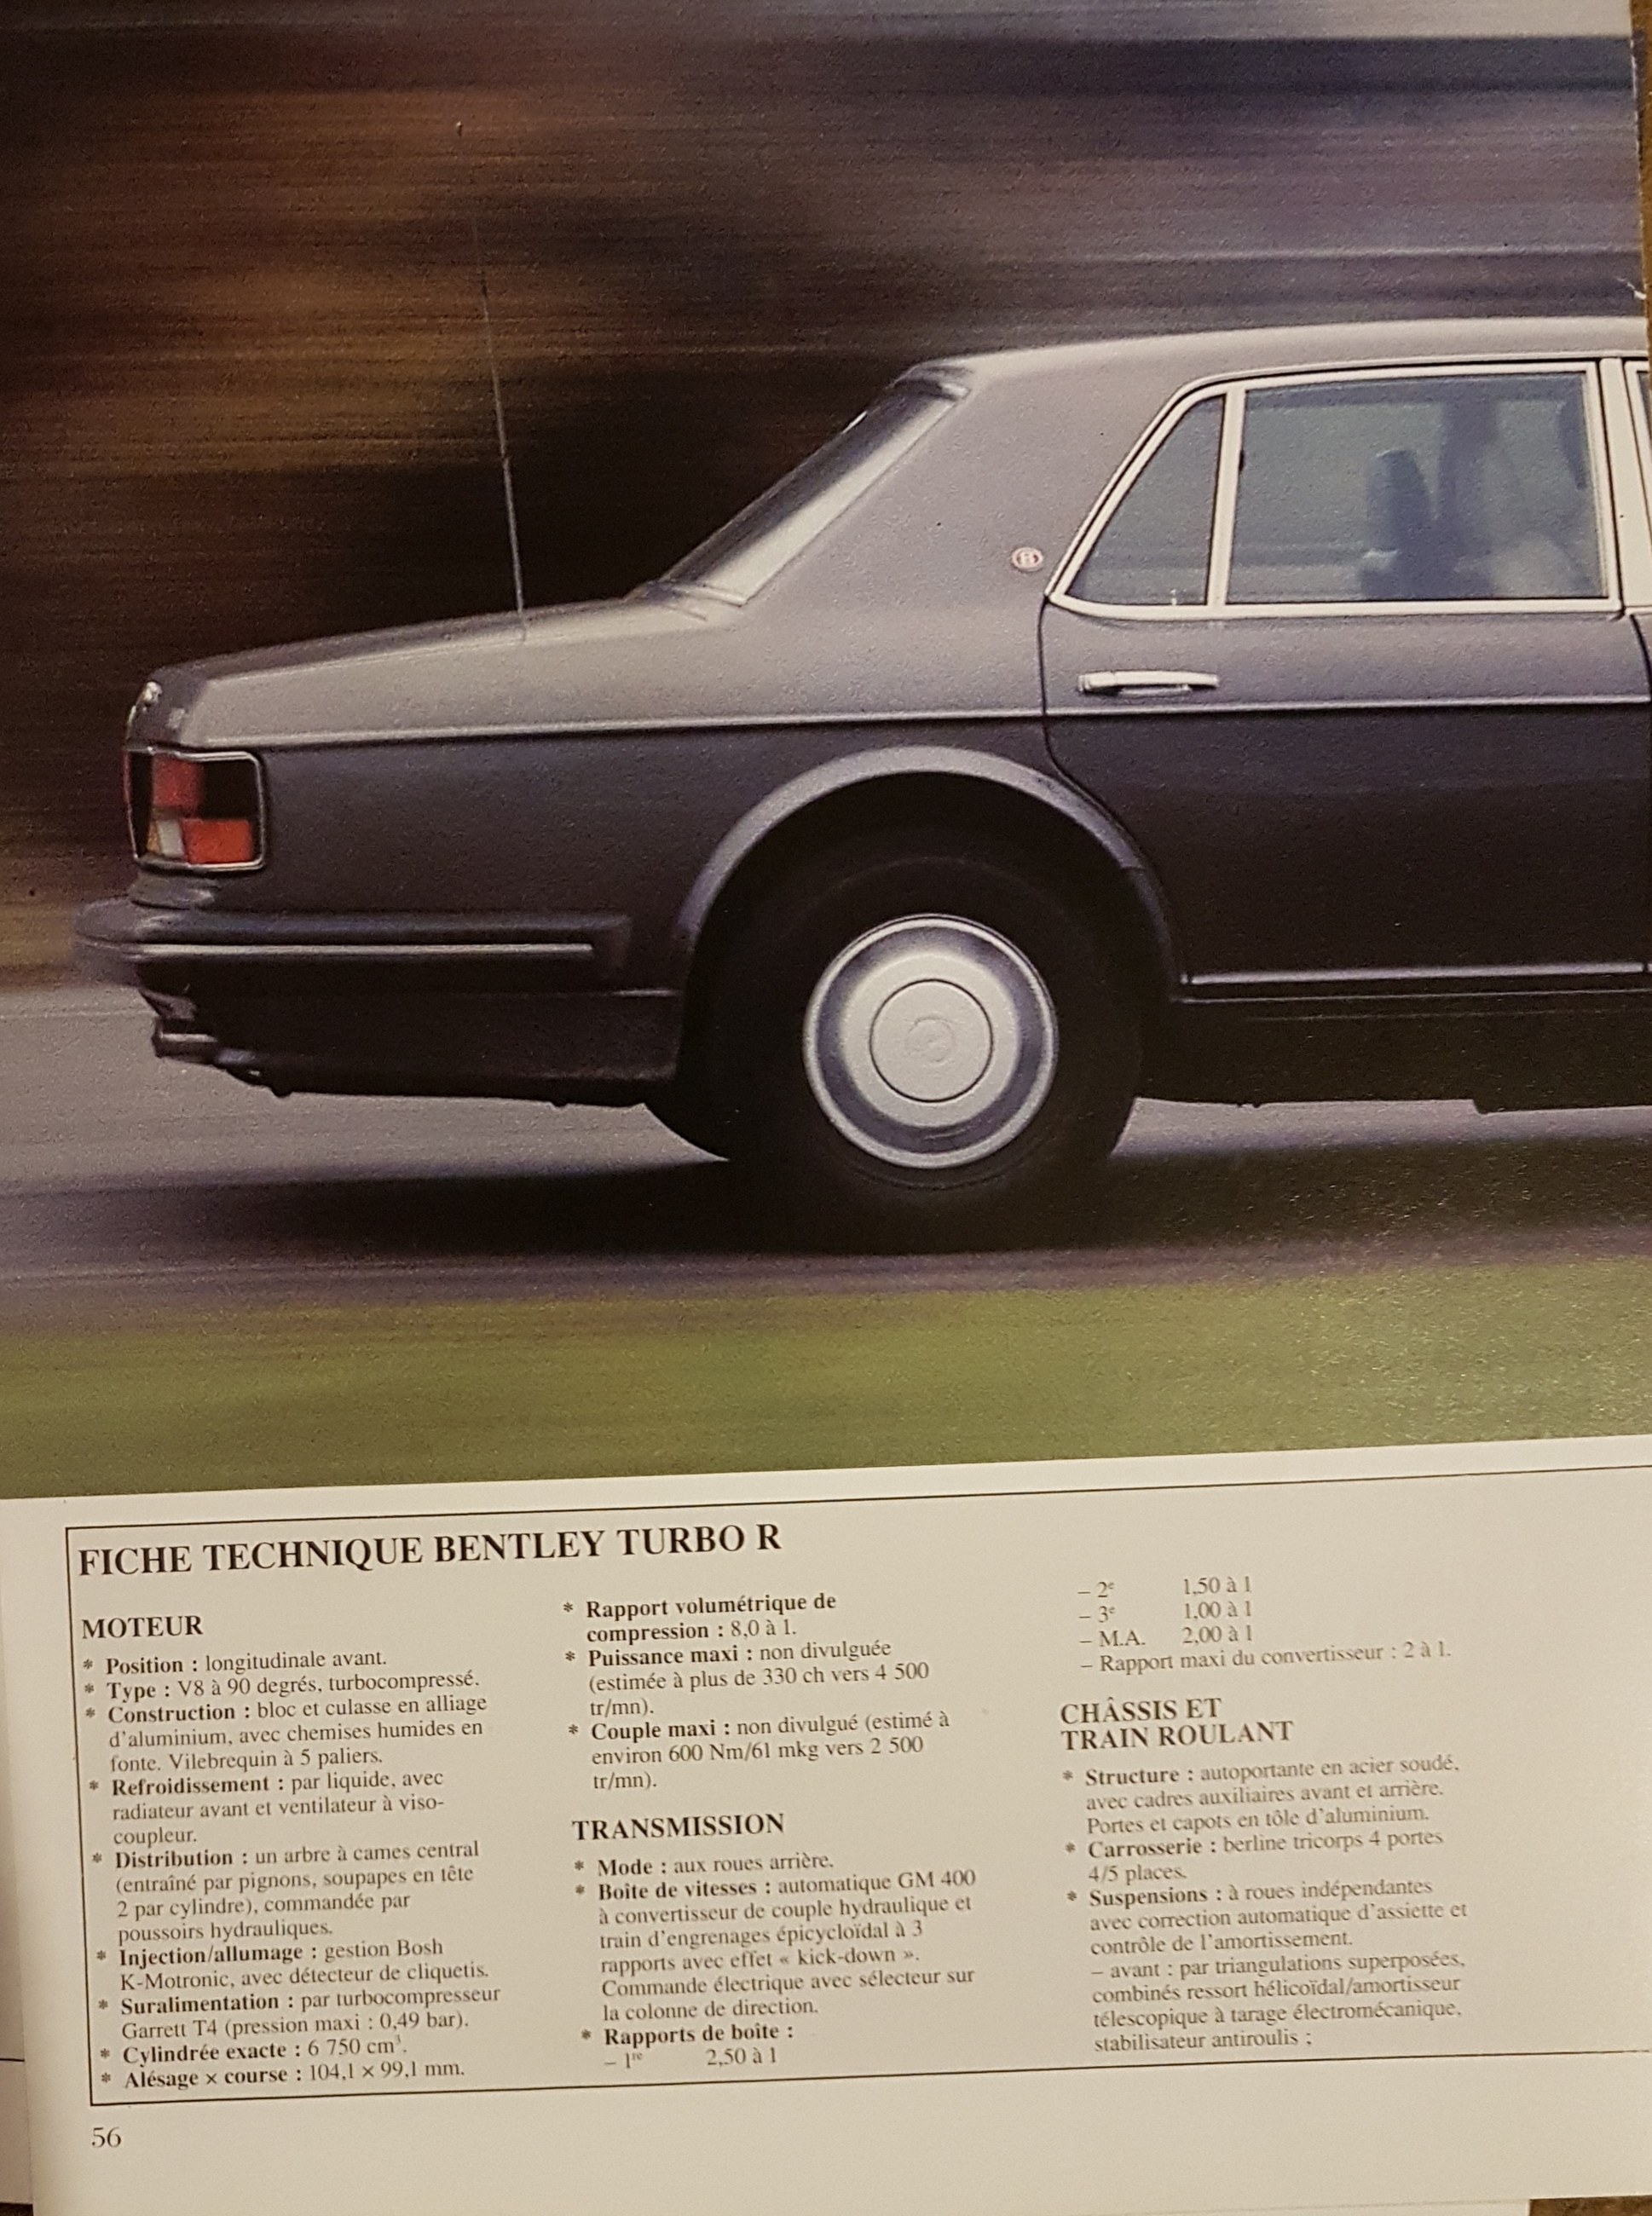 B
FICHE TECHNIQUE BENTLEY TURBO R
MOTEUR
* Position : longitudinale avant.
* Type : V8 à 90 degrés, turbocompressé.
* Construction : bloc et culasse en alliage
d'aluminium, avec chemises humides en
fonte. Vilebrequin à 5 paliers.
* Refroidissement : par liquide, avec
radiateur avant et ventilateur à visco-
coupleur.
* Distribution : un arbre à cames central
(entraîné par pignons, soupapes en tête
2 par cylindre), commandée par
poussoirs hydrauliques.
* Injection/allumage : gestion Bosh
K-Motronic, avec détecteur de cliquetis.
* Suralimentation : par turbocompresseur
Garrett T4 (pression maxi : 0,49 bar).
* Cylindrée exacte : 6 750 cm³.
* Alésage × course : 104,1 × 99,1 mm.
* Rapport volumétrique de
compression : 8,0 à 1.
* Puissance maxi : non divulguée
(estimée à plus de 330 ch vers 4 500
tr/mn).
* Couple maxi : non divulgué (estimé à
environ 600 Nm/61 mkg vers 2 500
tr/mn).
TRANSMISSION
* Mode : aux roues arrière.
* Boîte de vitesses : automatique GM 400
à convertisseur de couple hydraulique et
train d'engrenages épicycloïdal à 3
rapports avec effet « kick-down ».
Commande électrique avec sélecteur sur
la colonne de direction.
* Rapports de boîte :
– 1re 2,50 à 1
– 2e 1,50 à 1
– 3e 1,00 à 1
– M.A. 2,00 à 1
– Rapport maxi du convertisseur : 2 à 1.
CHÂSSIS ET
TRAIN ROULANT
* Structure : autoportante en acier soudé,
avec cadres auxiliaires avant et arrière.
Portes et capots en tôle d'aluminium.
* Carrosserie : berline tricorps 4 portes
4/5 places.
* Suspensions : à roues indépendantes
avec correction automatique d'assiette et
contrôle de l'amortissement.
– avant : par triangulations superposées,
combinés ressort hélicoïdal/amortisseur
télescopique à tarage électromécanique,
stabilisateur antiroulis ;
56